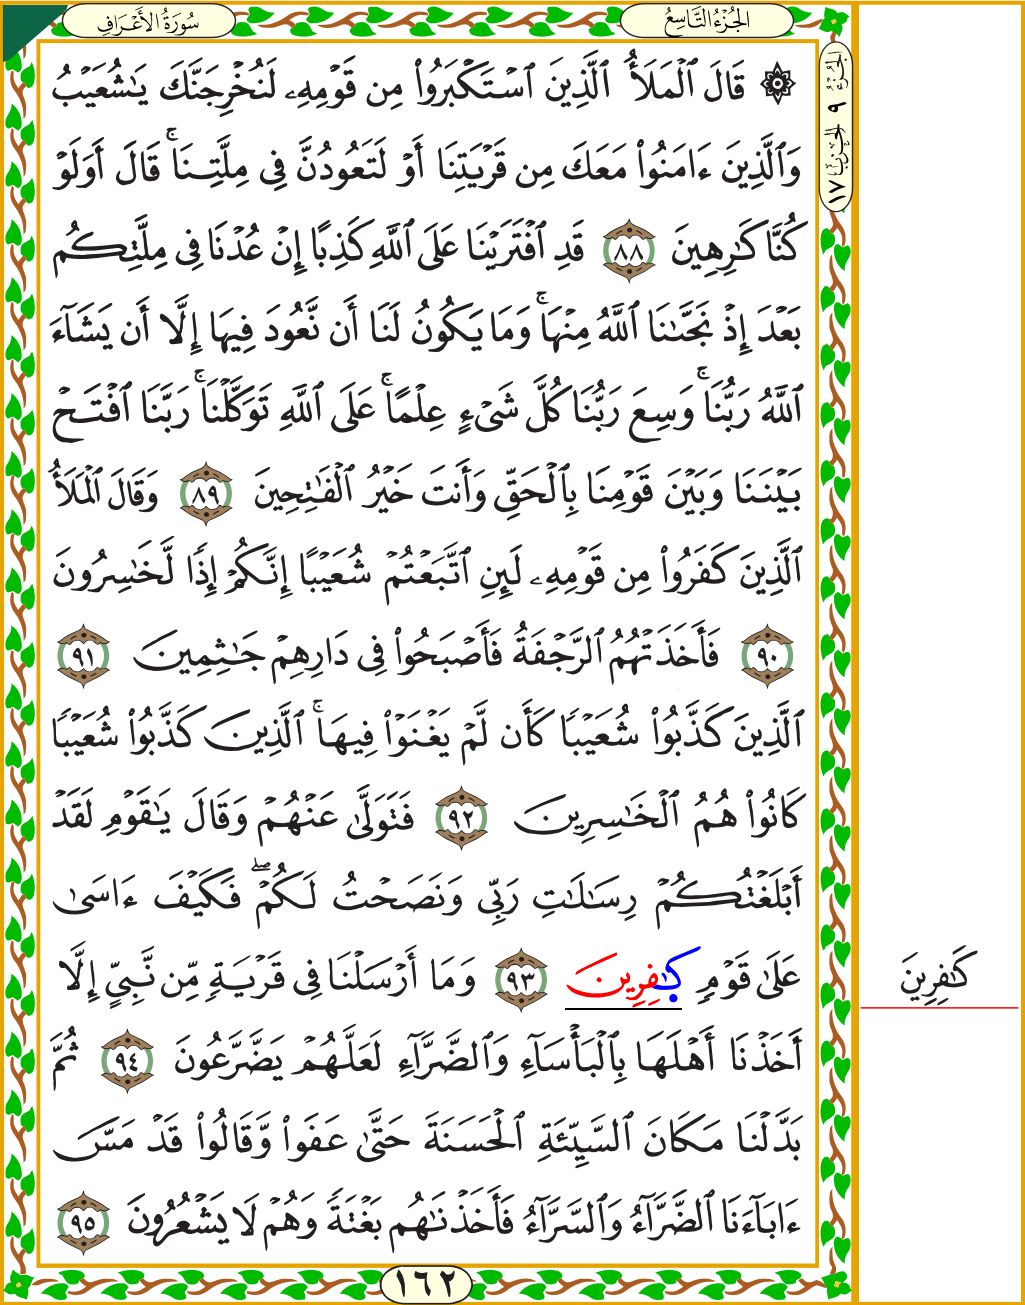 الجُزْءُ التَّاسِعُ
سُورَةُ الأَعْرَافِ
الجزء ٩ الحزب ١٧
۞ قَالَ ٱلْمَلَأُ ٱلَّذِينَ ٱسْتَكْبَرُوا۟ مِن قَوْمِهِۦ لَنُخْرِجَنَّكَ يَٰشُعَيْبُ
وَٱلَّذِينَ ءَامَنُوا۟ مَعَكَ مِن قَرْيَتِنَآ أَوْ لَتَعُودُنَّ فِى مِلَّتِنَا ۚ قَالَ أَوَلَوْ
كُنَّا كَٰرِهِينَ ٨٨ قَدِ ٱفْتَرَيْنَا عَلَى ٱللَّهِ كَذِبًا إِنْ عُدْنَا فِى مِلَّتِكُم
بَعْدَ إِذْ نَجَّىٰنَا ٱللَّهُ مِنْهَا ۚ وَمَا يَكُونُ لَنَآ أَن نَّعُودَ فِيهَآ إِلَّآ أَن يَشَآءَ
ٱللَّهُ رَبُّنَا ۚ وَسِعَ رَبُّنَا كُلَّ شَىْءٍ عِلْمًا ۚ عَلَى ٱللَّهِ تَوَكَّلْنَا ۚ رَبَّنَا ٱفْتَحْ
بَيْنَنَا وَبَيْنَ قَوْمِنَا بِٱلْحَقِّ وَأَنتَ خَيْرُ ٱلْفَٰتِحِينَ ٨٩ وَقَالَ ٱلْمَلَأُ
ٱلَّذِينَ كَفَرُوا۟ مِن قَوْمِهِۦ لَئِنِ ٱتَّبَعْتُمْ شُعَيْبًا إِنَّكُمْ إِذًا لَّخَٰسِرُونَ
٩٠ فَأَخَذَتْهُمُ ٱلرَّجْفَةُ فَأَصْبَحُوا۟ فِى دَارِهِمْ جَٰثِمِينَ ٩١
ٱلَّذِينَ كَذَّبُوا۟ شُعَيْبًا كَأَن لَّمْ يَغْنَوْا۟ فِيهَا ۚ ٱلَّذِينَ كَذَّبُوا۟ شُعَيْبًا
كَانُوا۟ هُمُ ٱلْخَٰسِرِينَ ٩٢ فَتَوَلَّىٰ عَنْهُمْ وَقَالَ يَٰقَوْمِ لَقَدْ
أَبْلَغْتُكُمْ رِسَٰلَٰتِ رَبِّى وَنَصَحْتُ لَكُمْ ۖ فَكَيْفَ ءَاسَىٰ
عَلَىٰ قَوْمٍ كَٰفِرِينَ ٩٣ وَمَآ أَرْسَلْنَا فِى قَرْيَةٍ مِّن نَّبِىٍّ إِلَّآ
كَٰفِرِينَ
أَخَذْنَآ أَهْلَهَا بِٱلْبَأْسَآءِ وَٱلضَّرَّآءِ لَعَلَّهُمْ يَضَّرَّعُونَ ٩٤ ثُمَّ
بَدَّلْنَا مَكَانَ ٱلسَّيِّئَةِ ٱلْحَسَنَةَ حَتَّىٰ عَفَوا۟ وَّقَالُوا۟ قَدْ مَسَّ
ءَابَآءَنَا ٱلضَّرَّآءُ وَٱلسَّرَّآءُ فَأَخَذْنَٰهُم بَغْتَةً وَهُمْ لَا يَشْعُرُونَ ٩٥
١٦٢